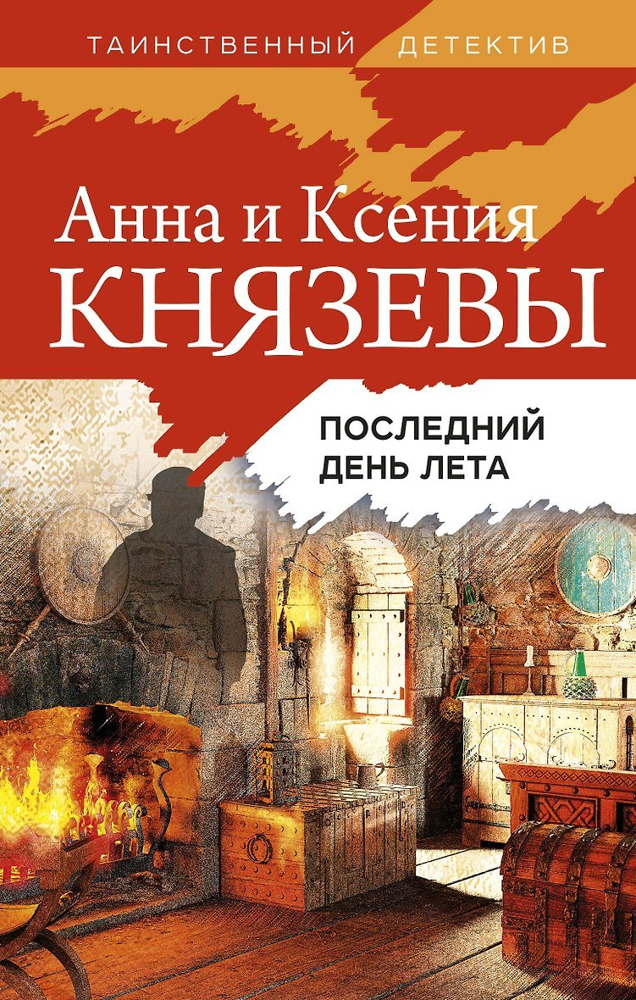 ТАИНСТВЕННЫЙ ДЕТЕКТИВ
Анна и Ксения
КНЯЗЕВЫ
ПОСЛЕДНИЙ
ДЕНЬ ЛЕТА